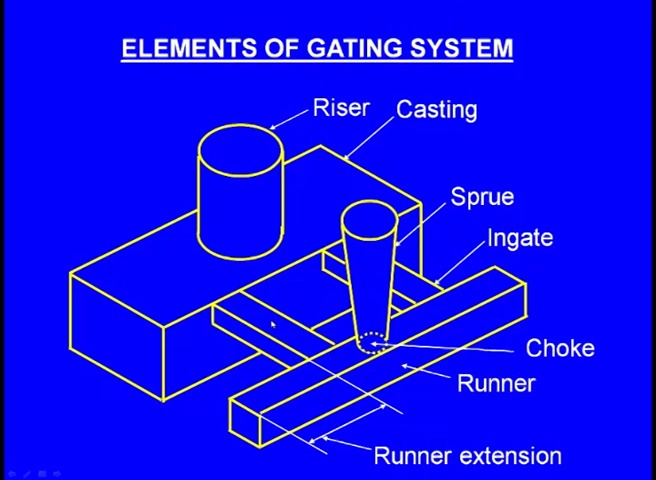 ELEMENTS OF GATING SYSTEM
Riser
Casting
Sprue
Ingate
Choke
Runner
Runner extension